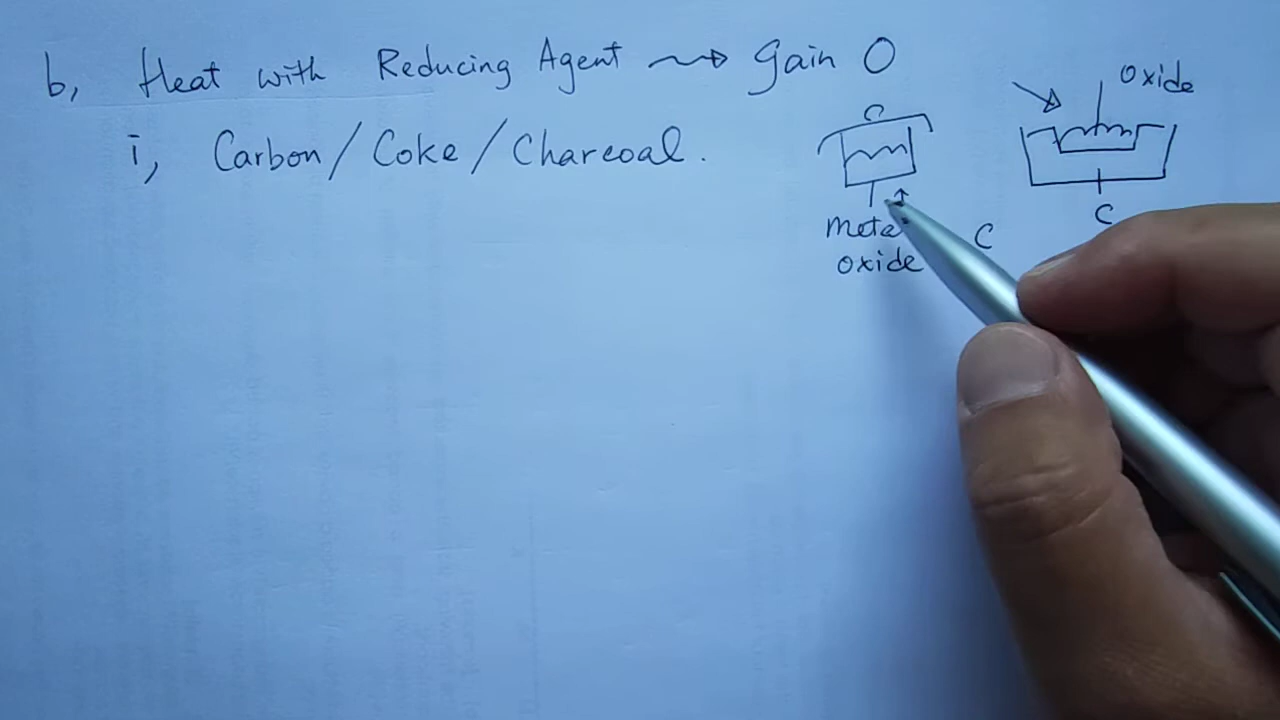 b, Heat with Reducing Agent ⇝ gain O
i, Carbon / Coke / Charcoal.
C
oxide
C
C
oxide